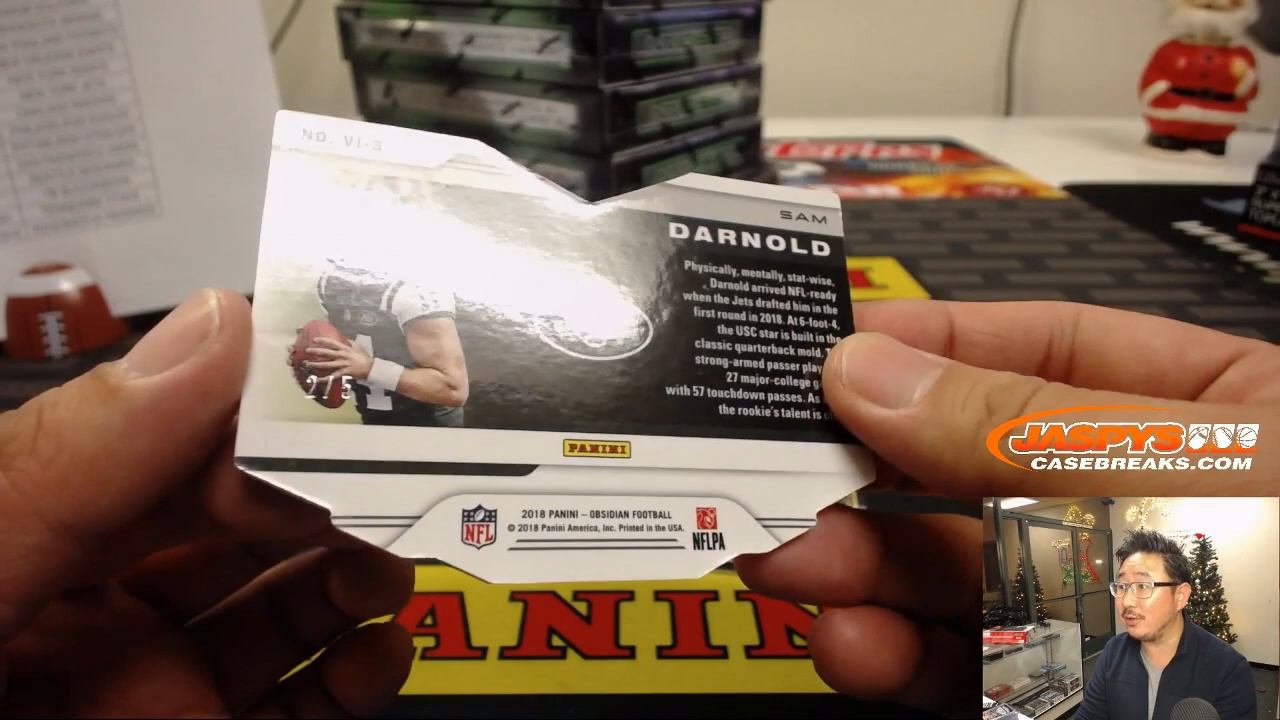 NO. VI-3
SAM
DARNOLD
Physically, mentally, stat-wise,
Darnold arrived NFL-ready
when the Jets drafted him in the
first round in 2018. At 6-foot-4,
the USC star is built in the
classic quarterback mold.
strong-armed passer
27 major-college
with 57 touchdown passes. As
the rookie's talent is
2/5
PANINI
NFL
2018 PANINI – OBSIDIAN FOOTBALL
© 2018 Panini America, Inc. Printed in the USA.
NFLPA
PANINI
JASPYS
CASEBREAKS.COM